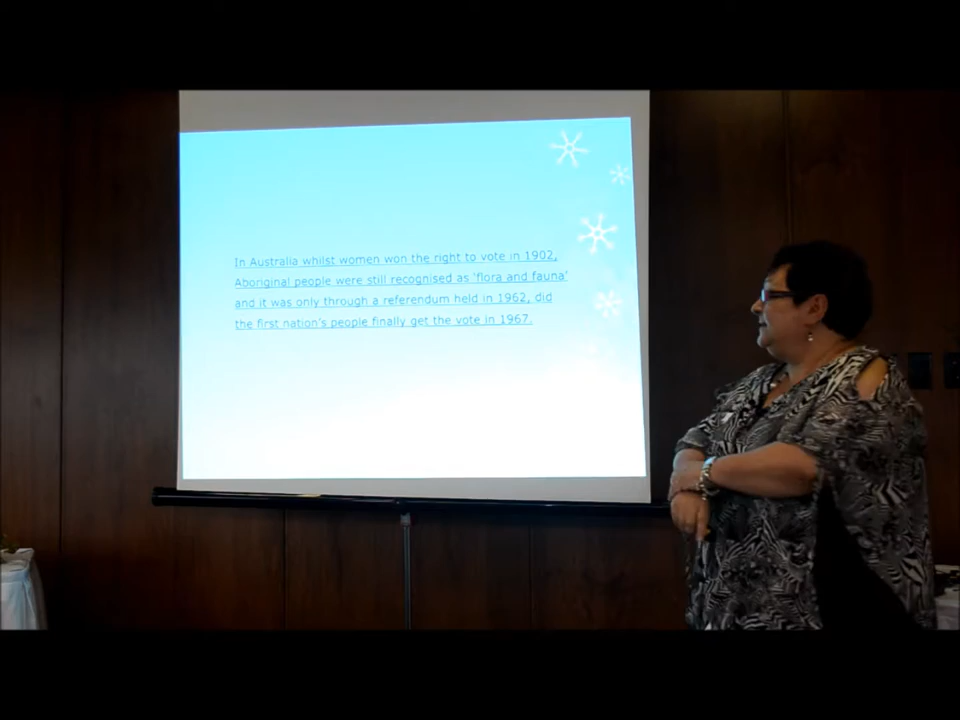 In Australia whilst women won the right to vote in 1902,
Aboriginal people were still recognised as 'flora and fauna'
and it was only through a referendum held in 1962, did
the first nation's people finally get the vote in 1967.